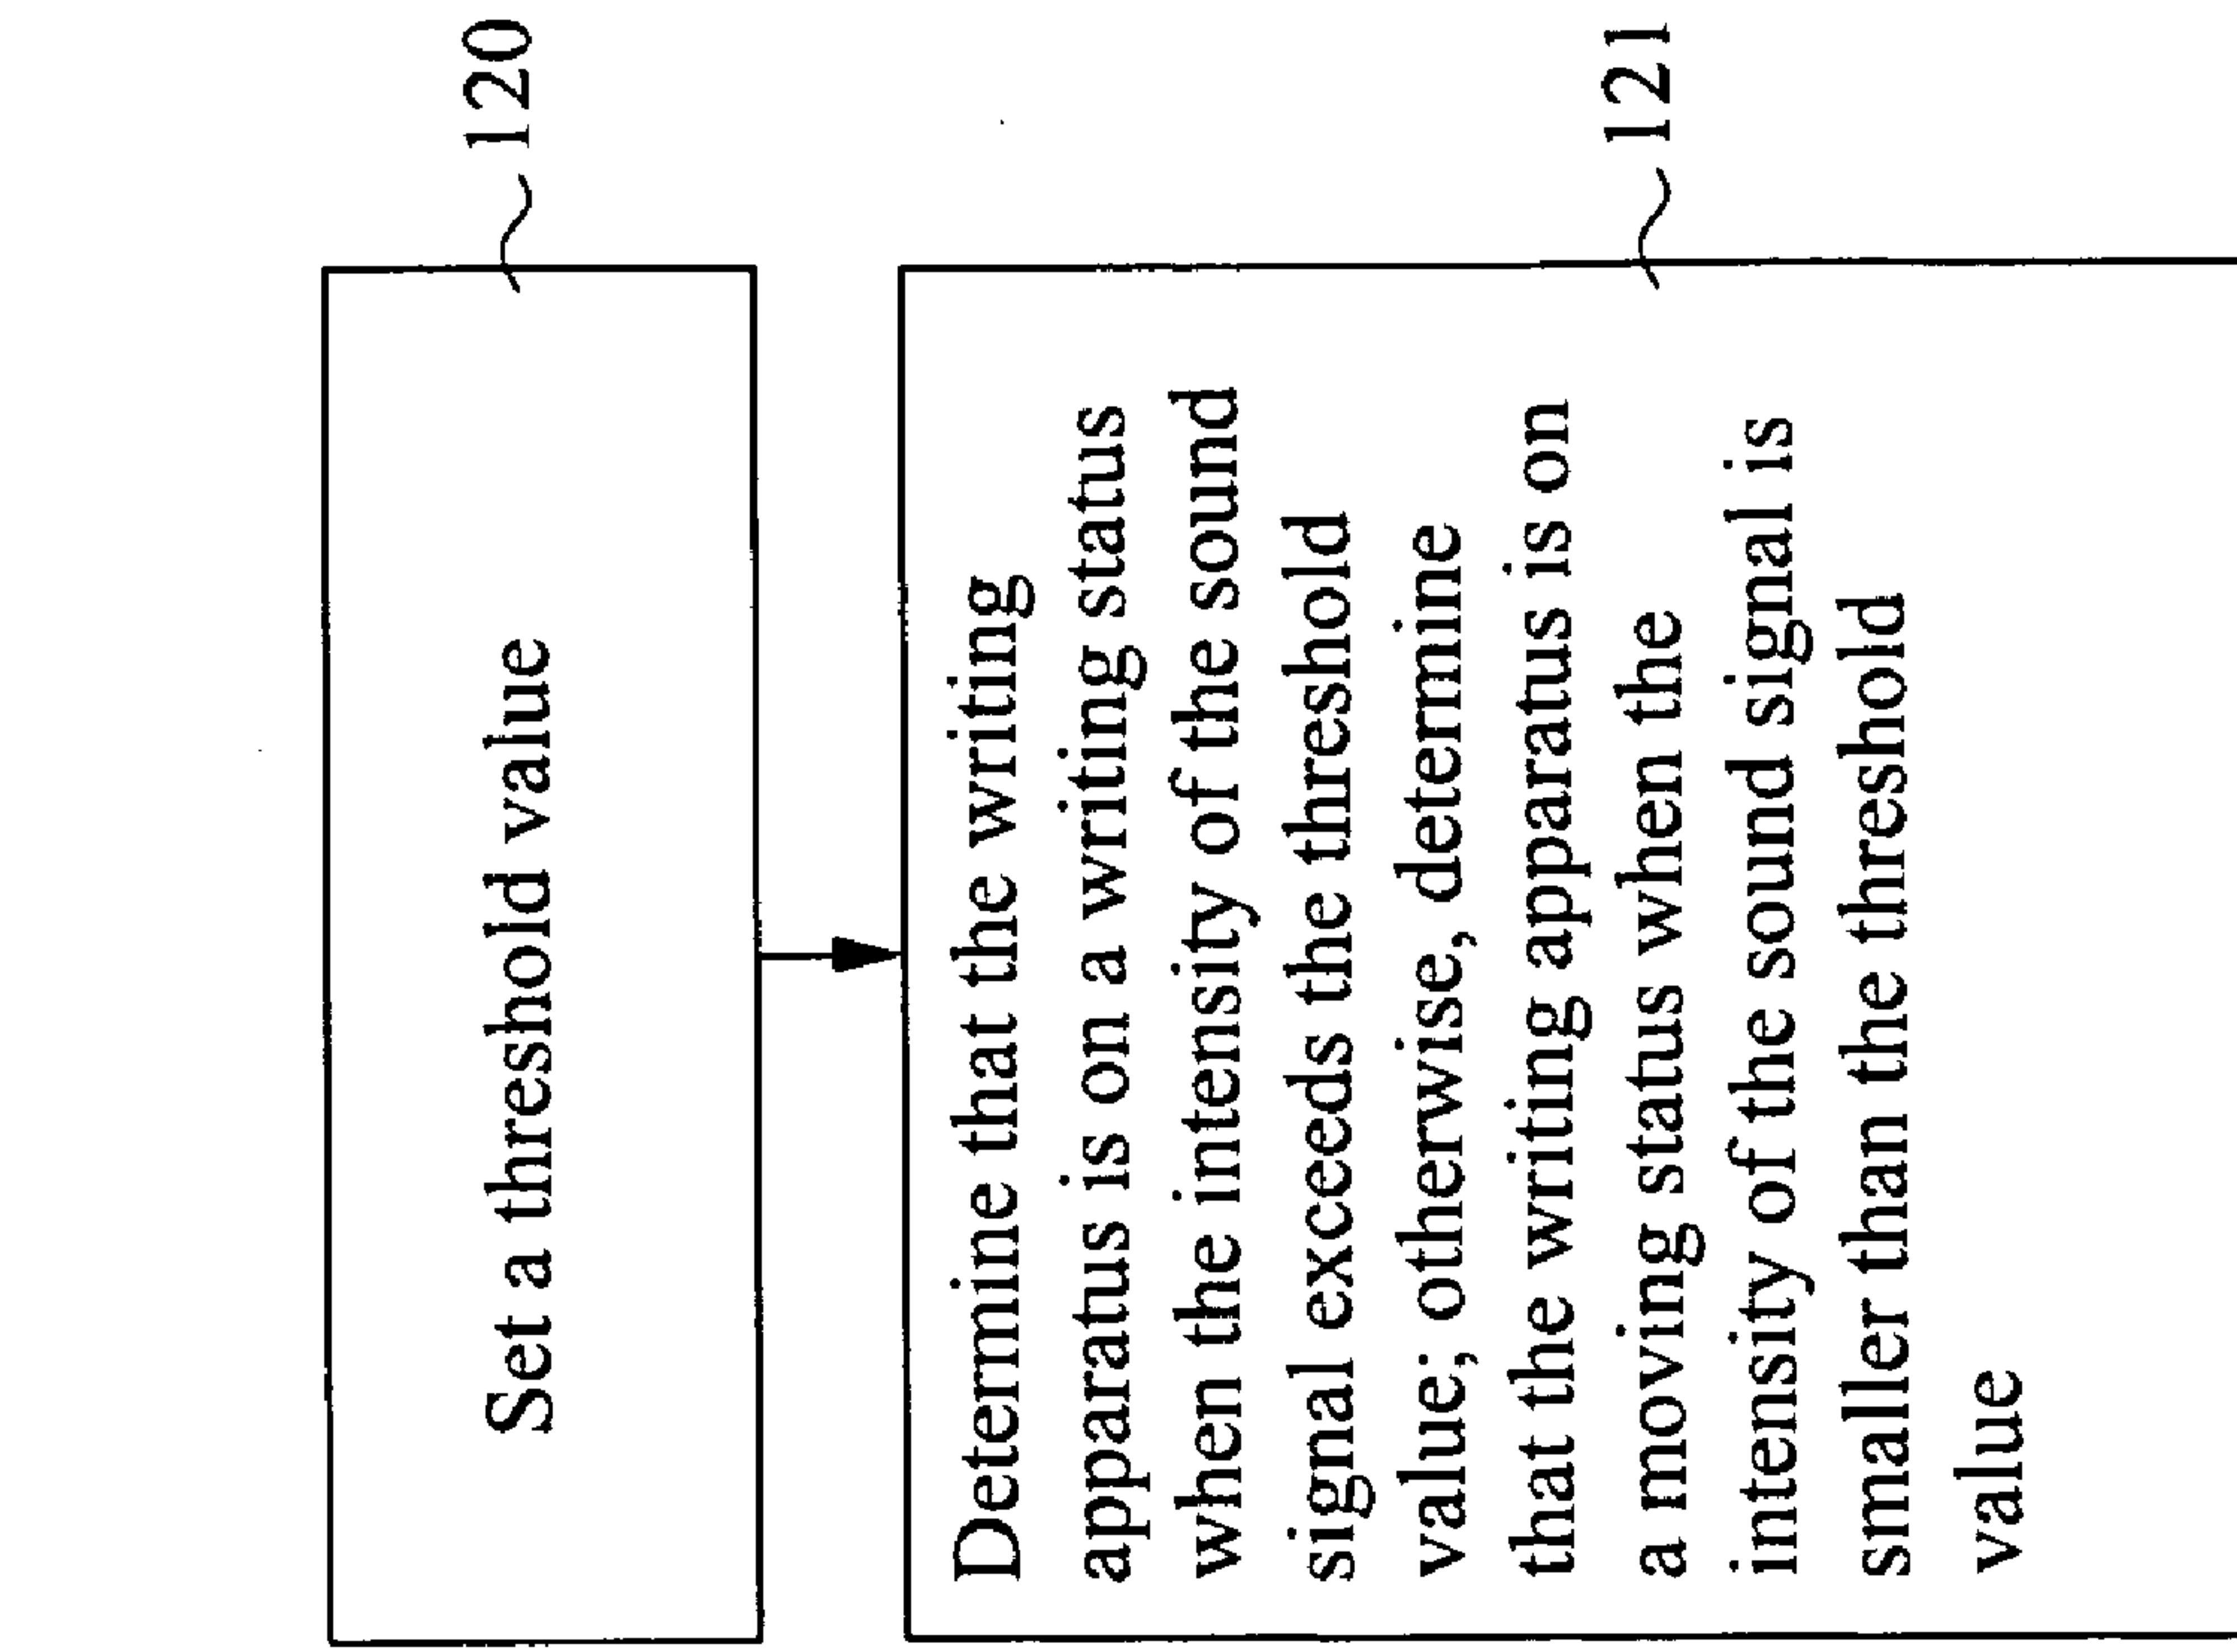 Set a threshold value
120
Determine that the writing
apparatus is on a writing status
when the intensity of the sound
signal exceeds the threshold
value; otherwise, determine
that the writing apparatus is on
a moving status when the
intensity of the sound signal is
smaller than the threshold
value
121